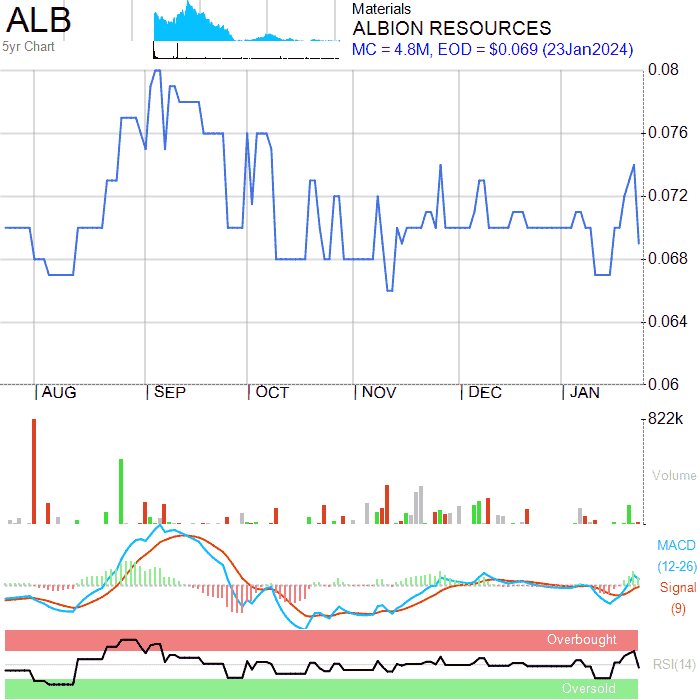 ALB
5yr Chart
Materials
ALBION RESOURCES
MC = 4.8M, EOD = $0.069 (23Jan2024)
0.08
0.076
0.072
0.068
0.064
0.06
AUG SEP OCT NOV DEC JAN
822k
Volume
MACD
(12-26)
Signal
(9)
Overbought
RSI(14)
Oversold